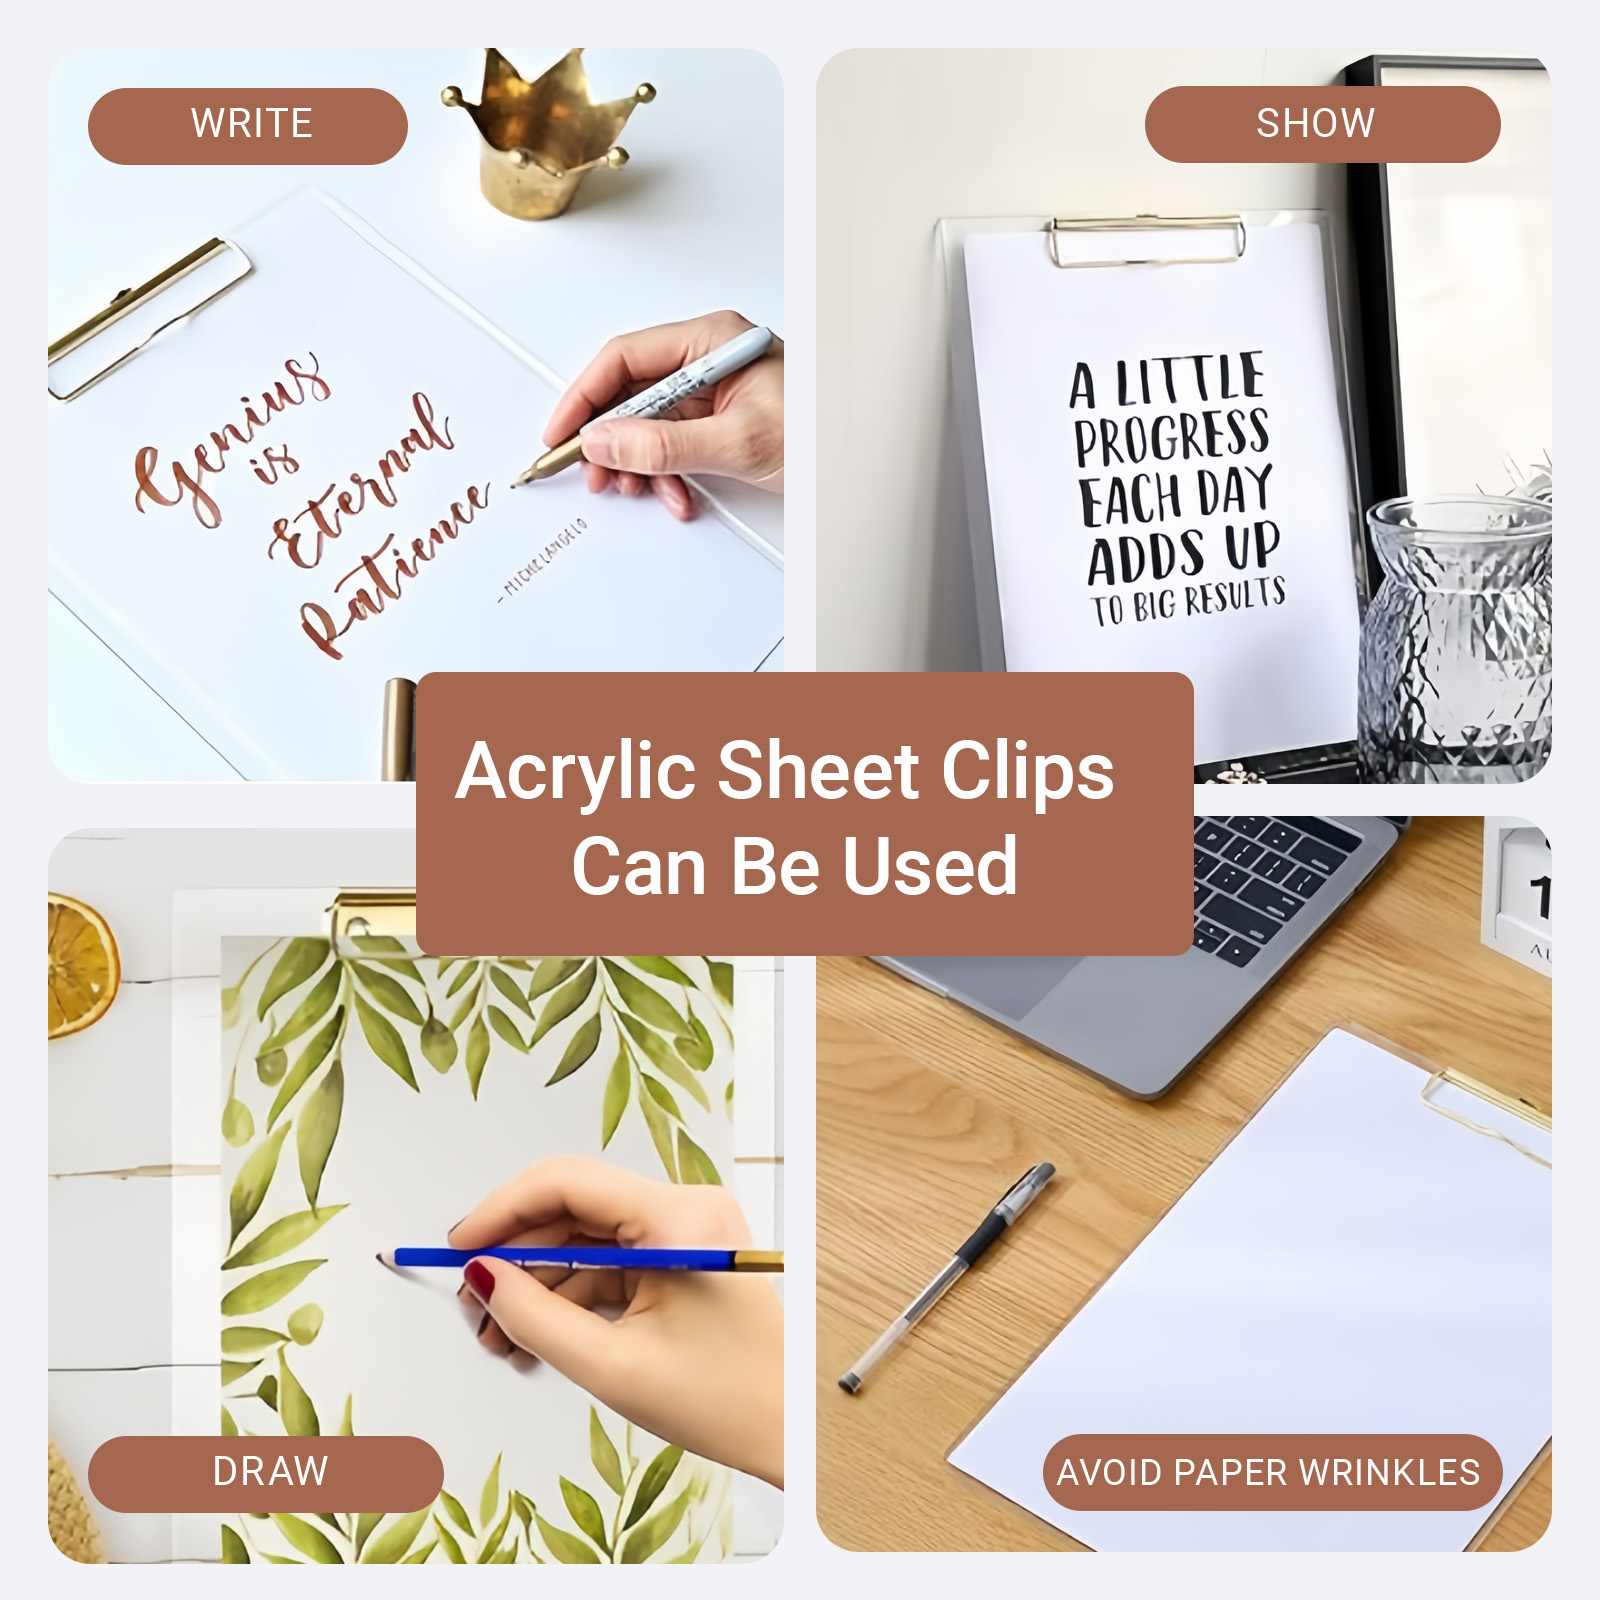 WRITE
SHOW
Genius
is
Eternal
Patience
- MICHELANGELO
A LITTLE
PROGRESS
EACH DAY
ADDS UP
TO BIG RESULTS
Acrylic Sheet Clips
Can Be Used
DRAW
AVOID PAPER WRINKLES